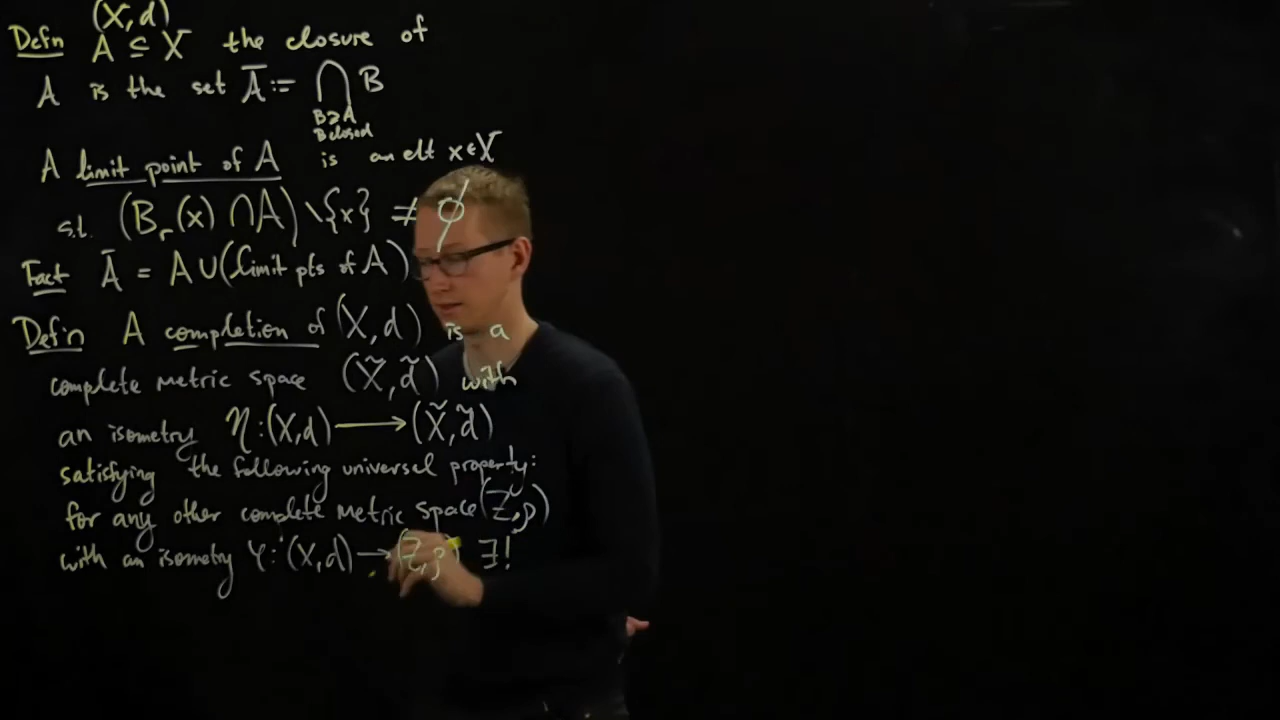 (X, d)
Defn A ⊆ X the closure of
A is the set Ā := ⋂ B
B⊇A
B closed
A limit point of A is an elt x∈X
s.t. (B_r(x) ∩ A) \ {x} ≠ ∅
Fact Ā = A ∪ (limit pts of A)
Def'n A completion of (X, d) is a
complete metric space (X̃, d̃) with
an isometry η : (X,d) ⟶ (X̃,d̃)
satisfying the following universal property:
for any other complete metric space (Z,ρ)
with an isometry φ : (X,d) ⟶ (Z,ρ) ∃!